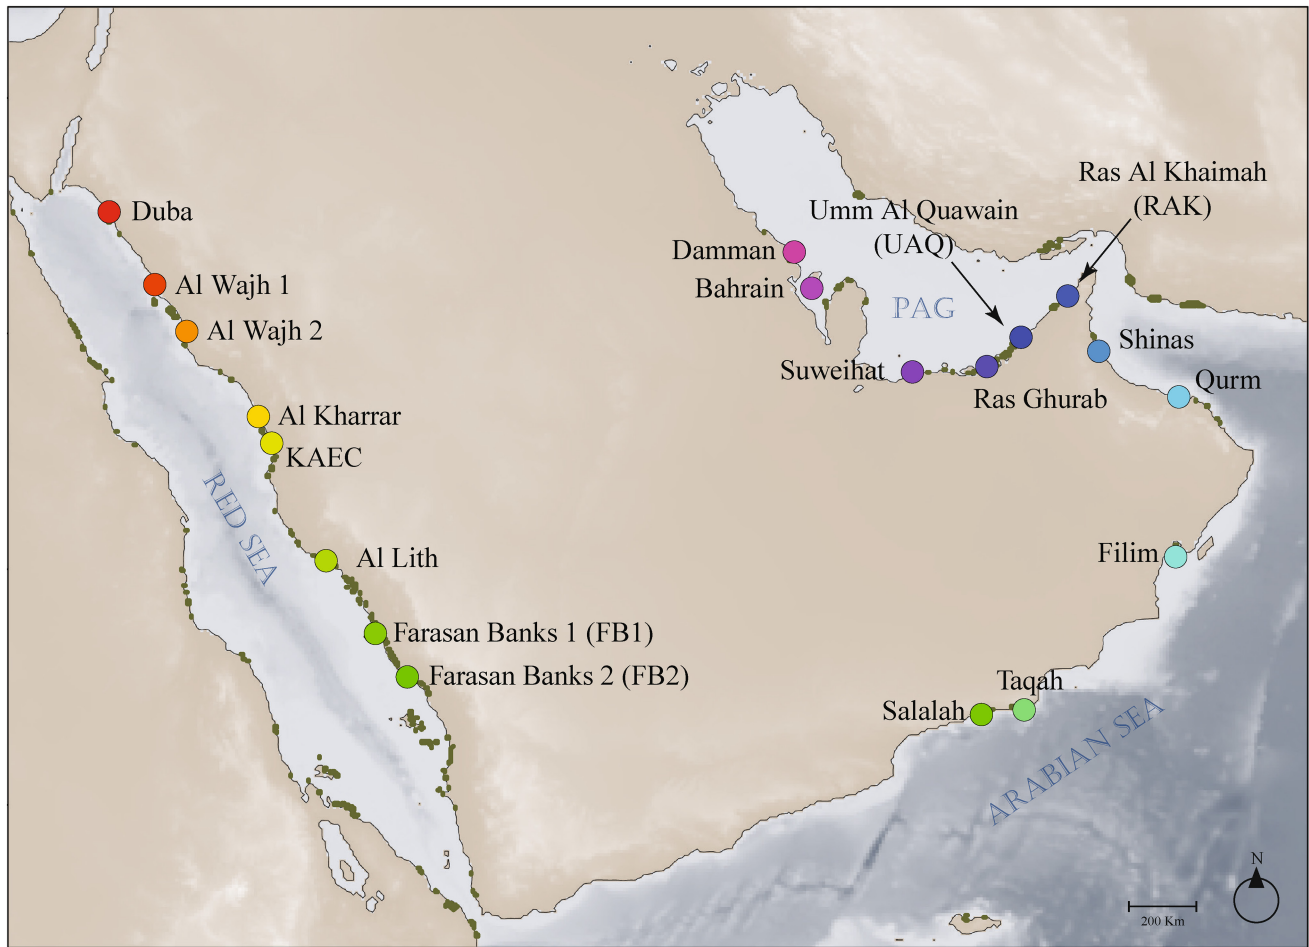 Ras Al Khaimah
(RAK)
Duba
Umm Al Quawain
(UAQ)
Damman
Al Wajh 1
Bahrain
PAG
Al Wajh 2
Shinas
Suweihat
Qurm
Ras Ghurab
Al Kharrar
KAEC
RED SEA
Al Lith
Filim
Farasan Banks 1 (FB1)
Farasan Banks 2 (FB2)
Taqah
Salalah
ARABIAN SEA
N
200 Km